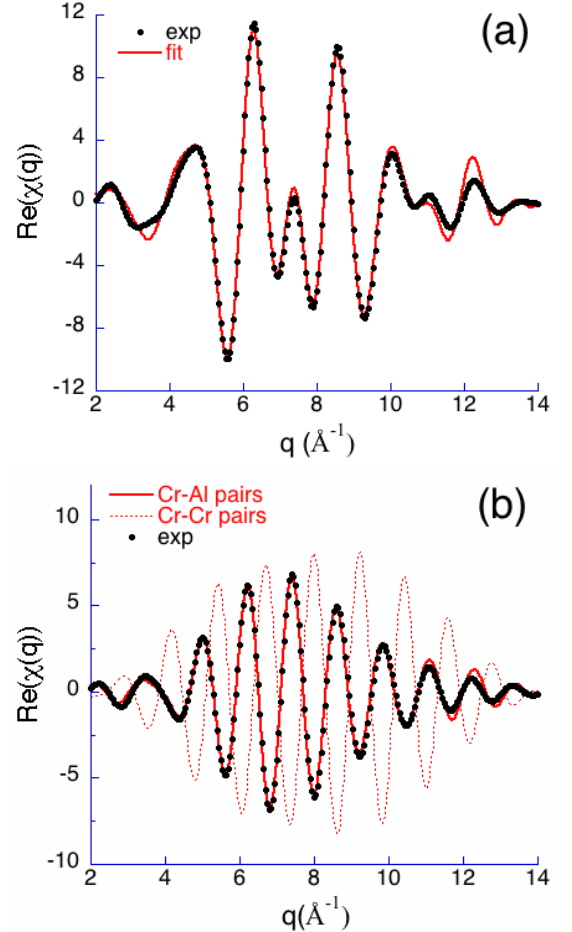 12
(a)
exp
fit
8
4
0
-4
-8
-12
Re(χ(q))
2 4 6 8 10 12 14
q (Å⁻¹)
Cr-Al pairs
Cr-Cr pairs
exp
(b)
10
5
0
-5
-10
Re(χ(q))
2 4 6 8 10 12 14
q(Å⁻¹)